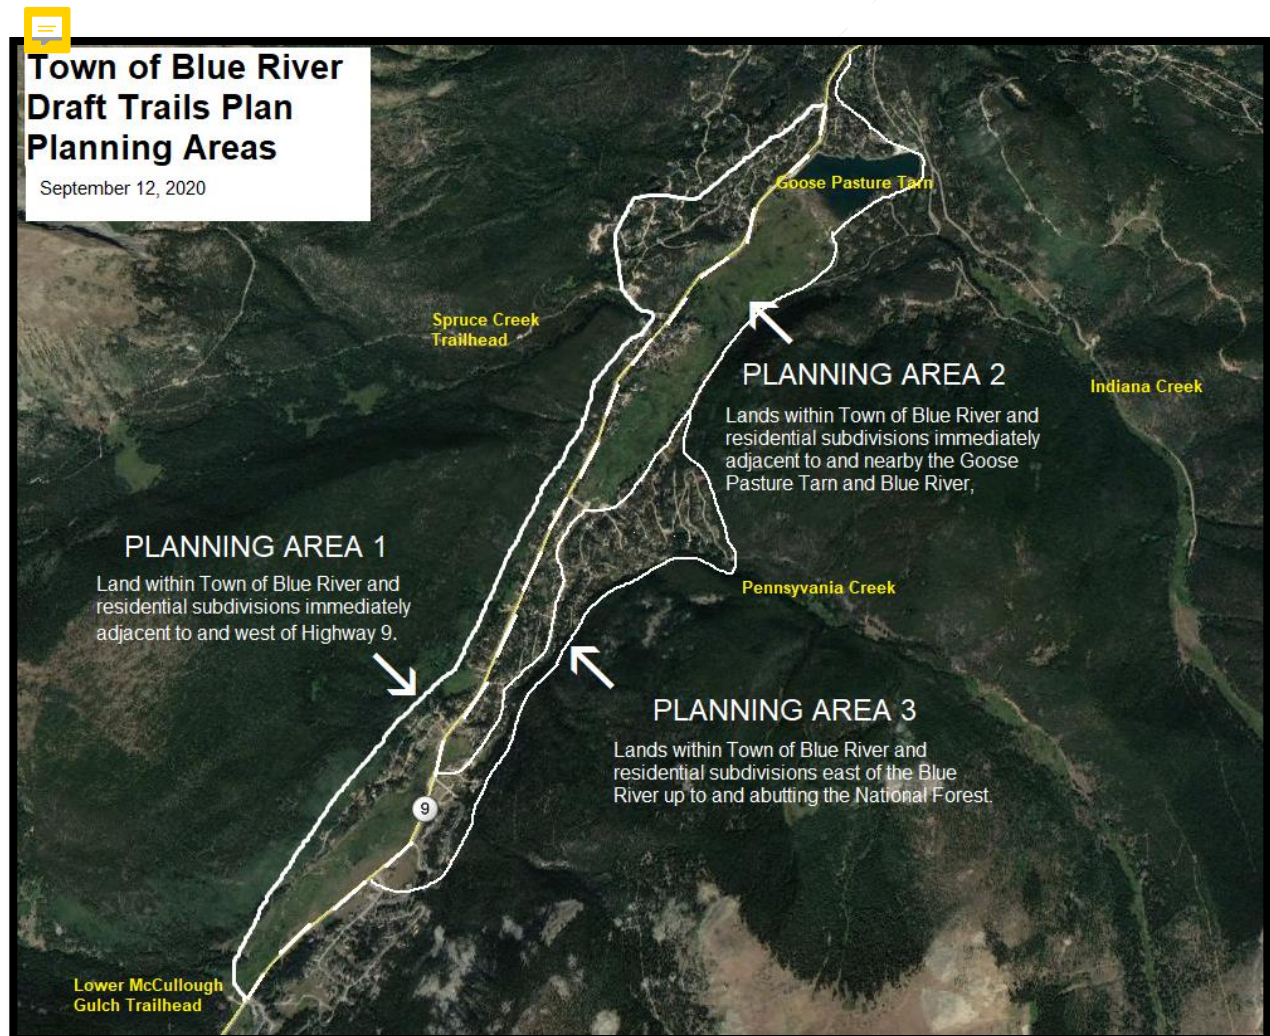 Town of Blue River
Draft Trails Plan
Planning Areas
September 12, 2020
Goose Pasture Tarn
Spruce Creek
Trailhead
PLANNING AREA 2
Lands within Town of Blue River and
residential subdivisions immediately
adjacent to and nearby the Goose
Pasture Tarn and Blue River,
Indiana Creek
PLANNING AREA 1
Land within Town of Blue River and
residential subdivisions immediately
adjacent to and west of Highway 9.
Pennsyvania Creek
PLANNING AREA 3
Lands within Town of Blue River and
residential subdivisions east of the Blue
River up to and abutting the National Forest.
9
Lower McCullough
Gulch Trailhead